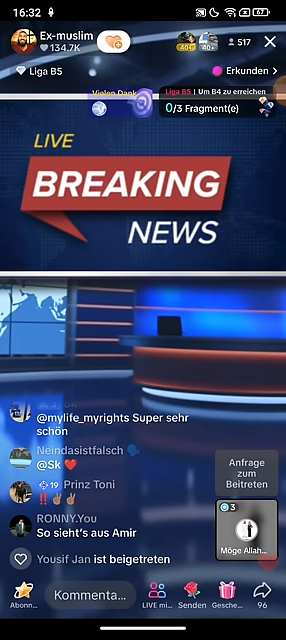 16:32
67
Ex-muslim
134.7K
40+
40+
517
Liga B5
Erkunden
Vielen Dank
Liga B5 | Um B4 zu erreichen
0/3 Fragment(e)
LIVE
BREAKING
NEWS
@mylife_myrights Super sehr
schön
Neindasistfalsch
@Sk ❤️
19 Prinz Toni
RONNY.You
So sieht's aus Amir
Yousif Jan ist beigetreten
Anfrage
zum
Beitreten
3
Möge Allah...
Kommenta...
Abonn...
LIVE mi...
Senden
Gesche...
96